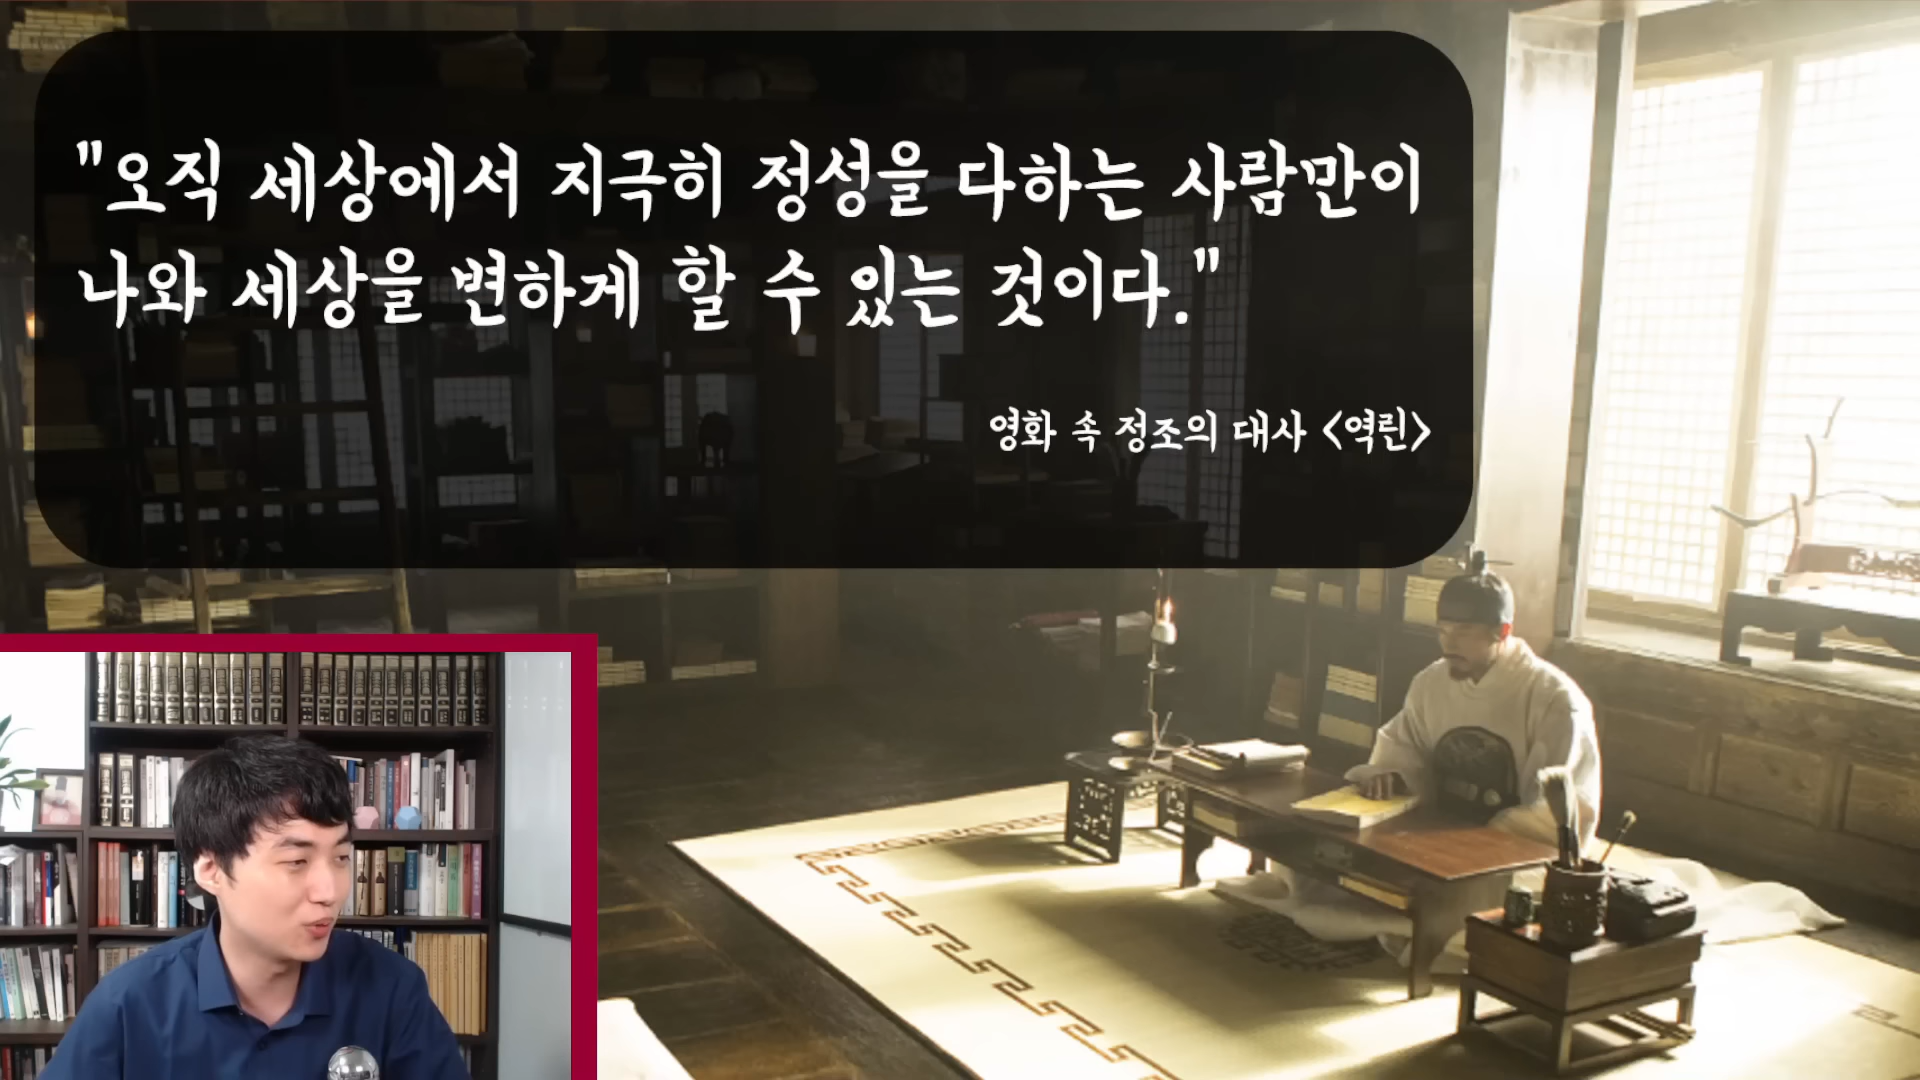 "오직 세상에서 지극히 정성을 다하는 사람만이
나와 세상을 변하게 할 수 있는 것이다."
영화 속 정조의 대사 <역린>